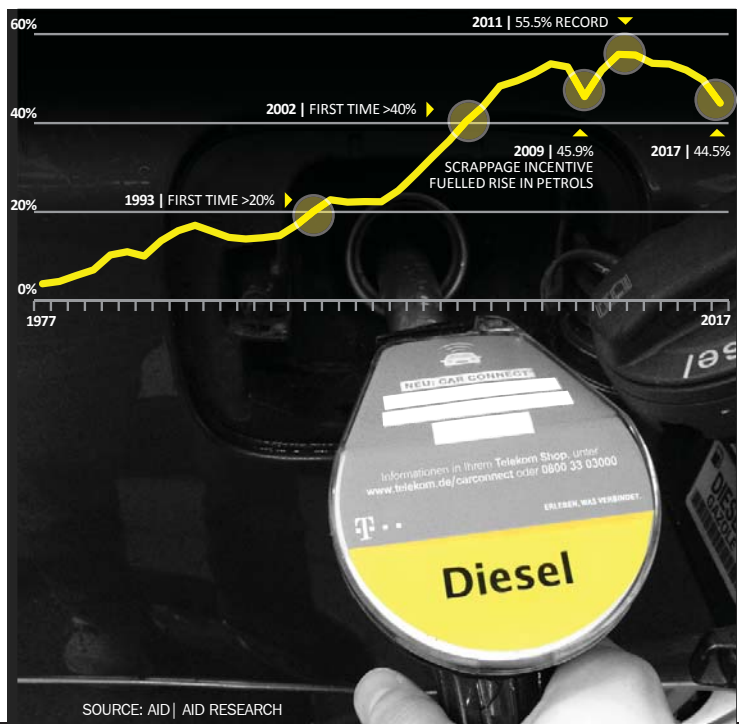 60%
2011 | 55.5% RECORD
40%
2002 | FIRST TIME >40%
2009 | 45.9%
SCRAPPAGE INCENTIVE
FUELLED RISE IN PETROLS
2017 | 44.5%
1993 | FIRST TIME >20%
20%
0%
1977
2017
NEU: CAR CONNECT
Informationen in Ihrem Telekom Shop, unter
www.telekom.de/carconnect oder 0800 33 03000
ERLEBEN, WAS VERBINDET.
T
Diesel
SOURCE: AID| AID RESEARCH